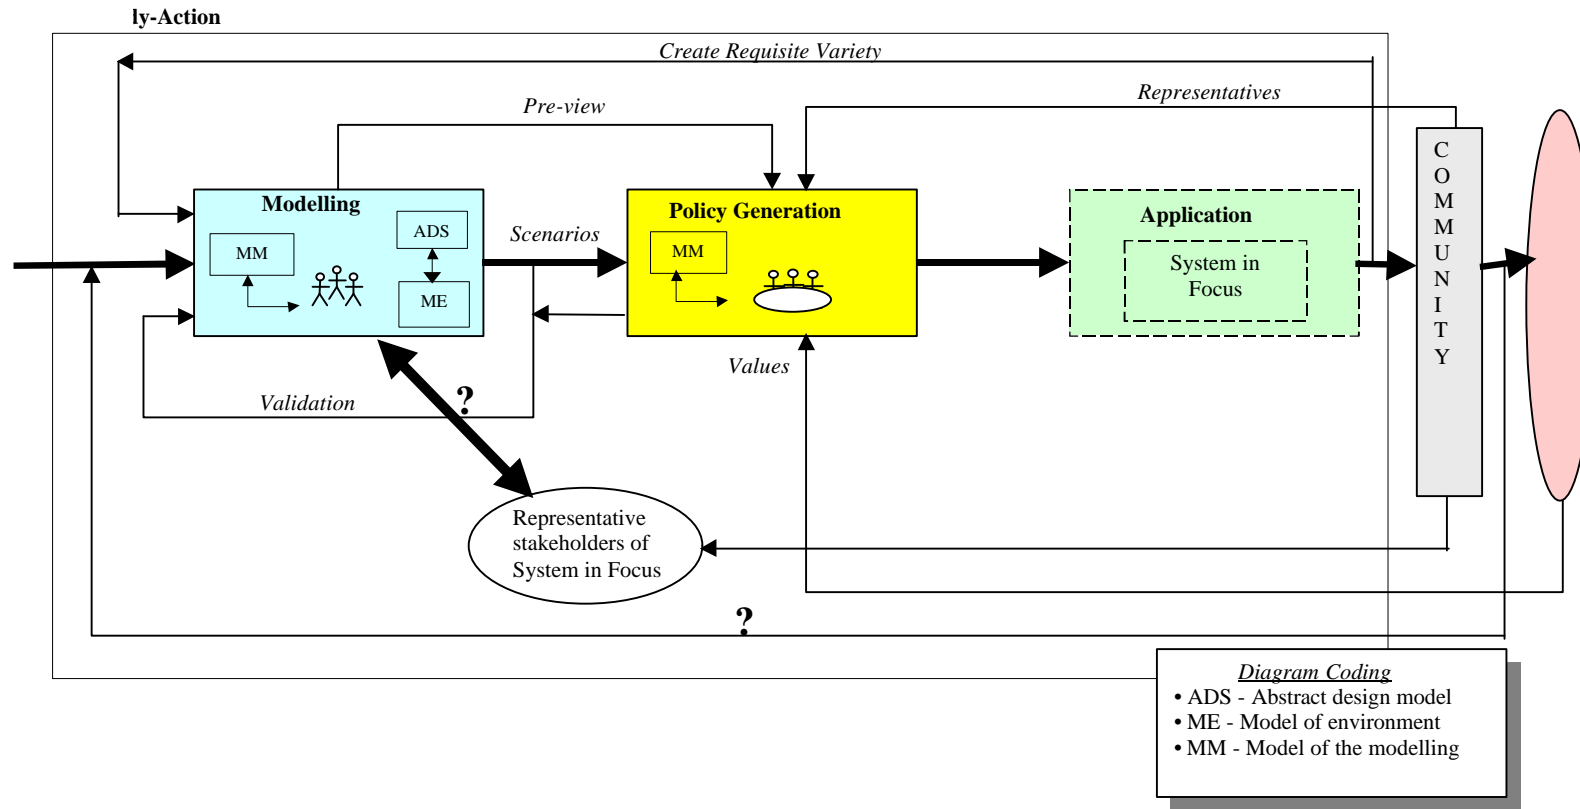 ly-Action
Create Requisite Variety
Pre-view
Representatives
Modelling
ADS
MM
ME
Scenarios
Policy Generation
MM
Application
System in
Focus
C
O
M
M
U
N
I
T
Y
Values
?
Validation
Representative
stakeholders of
System in Focus
?
Diagram Coding
• ADS - Abstract design model
• ME - Model of environment
• MM - Model of the modelling